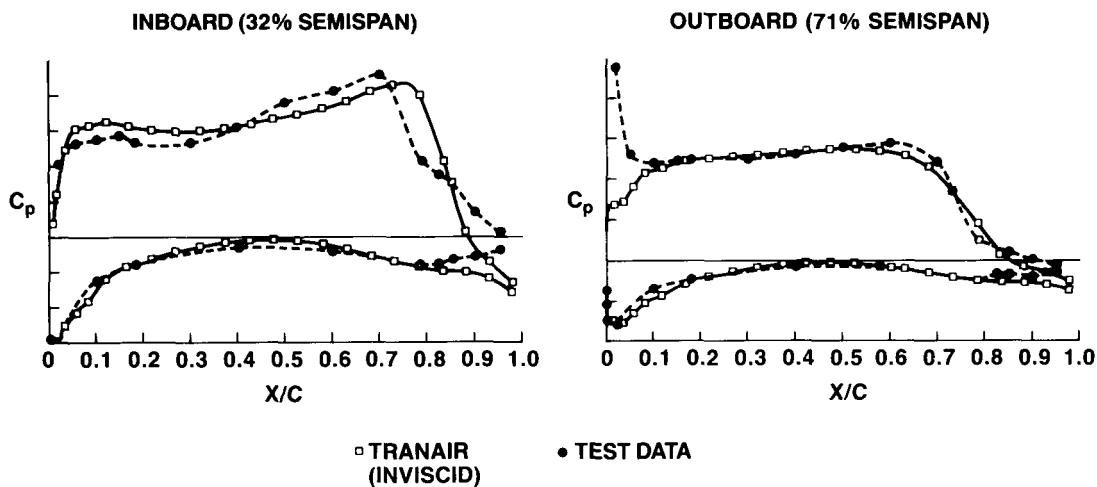 INBOARD (32% SEMISPAN)
OUTBOARD (71% SEMISPAN)
Cp
0 0.1 0.2 0.3 0.4 0.5 0.6 0.7 0.8 0.9 1.0
X/C
Cp
0 0.1 0.2 0.3 0.4 0.5 0.6 0.7 0.8 0.9 1.0
X/C
TRANAIR
(INVISCID)
TEST DATA